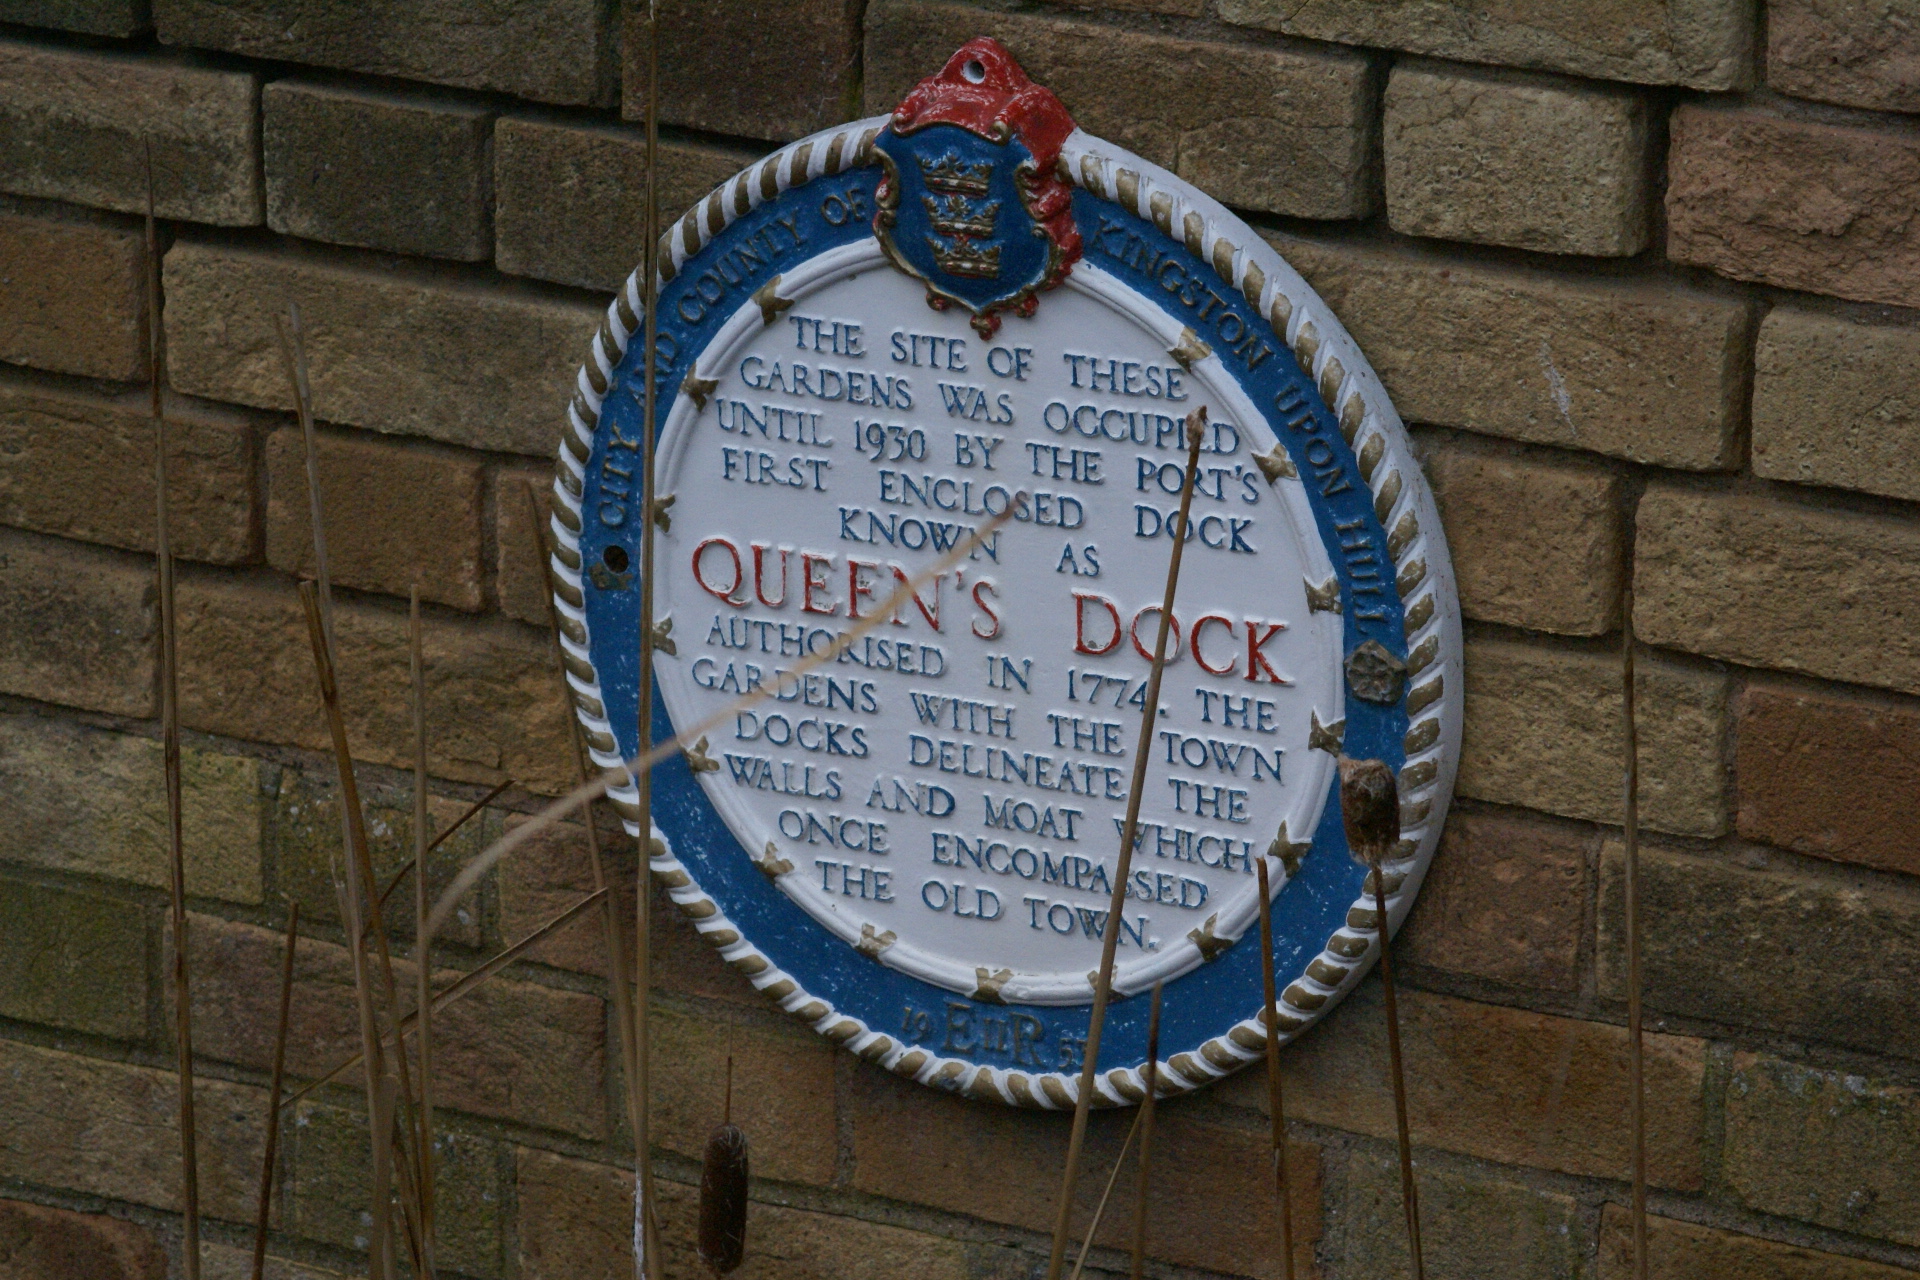 CITY AND COUNTY OF KINGSTON UPON HULL
THE SITE OF THESE
GARDENS WAS OCCUPIED
UNTIL 1930 BY THE PORT'S
FIRST ENCLOSED DOCK
KNOWN AS
QUEEN'S DOCK
AUTHORISED IN 1774. THE
GARDENS WITH THE TOWN
DOCKS DELINEATE THE
WALLS AND MOAT WHICH
ONCE ENCOMPASSED
THE OLD TOWN.
19 EIIR